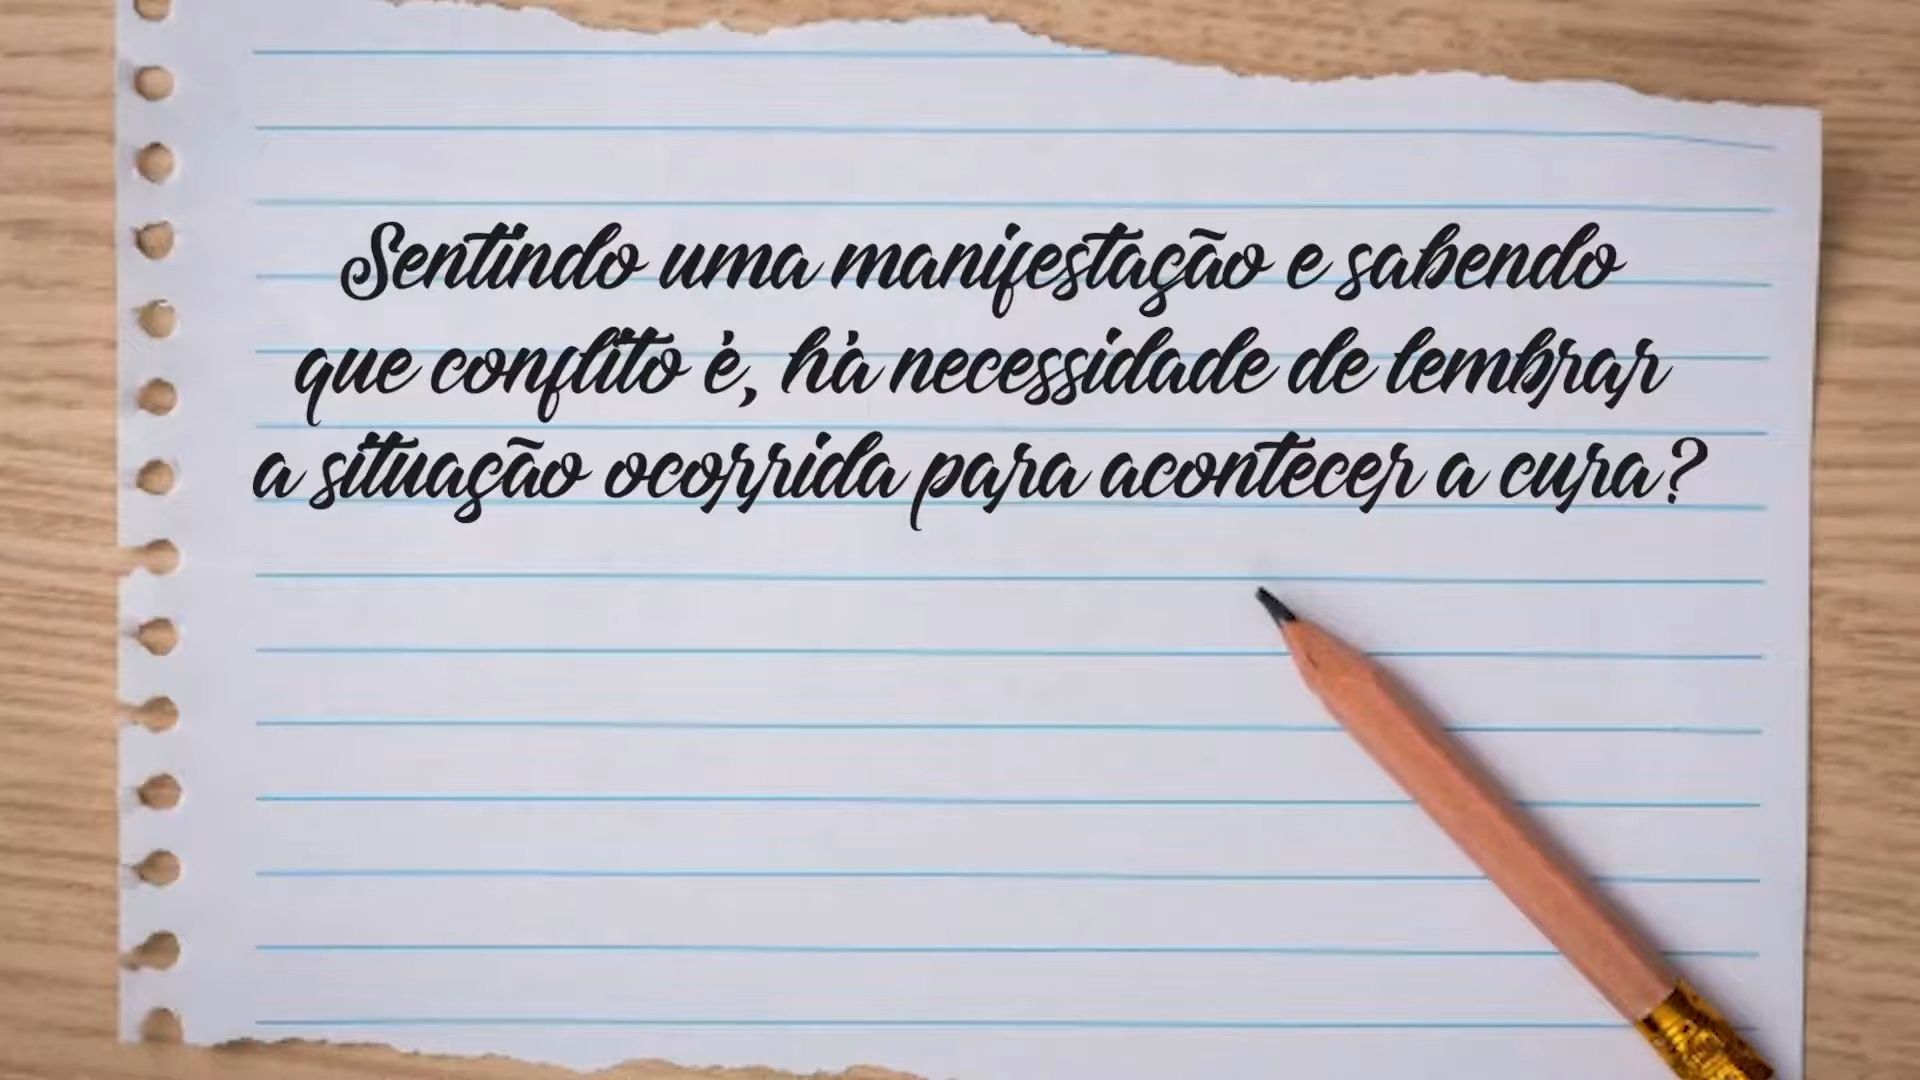 Sentindo uma manifestação e sabendo
que conflito é, há necessidade de lembrar
a situação ocorrida para acontecer a cura?